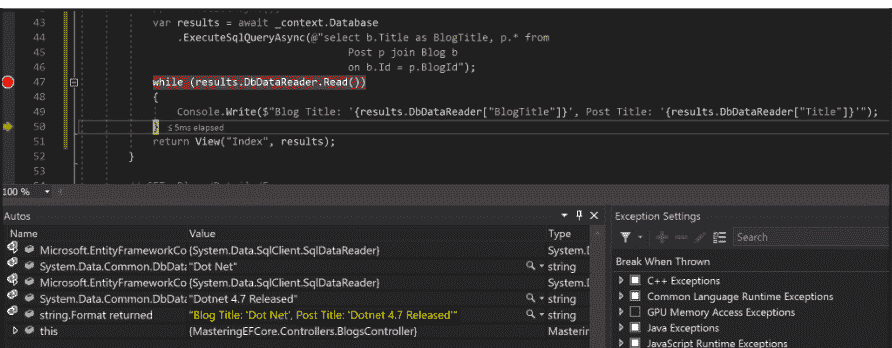 43 var results = await _context.Database
44 .ExecuteSqlQueryAsync(@"select b.Title as BlogTitle, p.* from
45 Post p join Blog b
46 on b.Id = p.BlogId");
47 while (results.DbDataReader.Read())
48 {
49 Console.Write($"Blog Title: '{results.DbDataReader["BlogTitle"]}', Post Title: '{results.DbDataReader["Title"]}'");
50 } ≤ 5ms elapsed
51 return View("Index", results);
52 }
53
100 %
Autos
Name Value Type
Microsoft.EntityFrameworkCo {System.Data.SqlClient.SqlDataReader} System.D
System.Data.Common.DbData "Dot Net" string
Microsoft.EntityFrameworkCo {System.Data.SqlClient.SqlDataReader} System.D
System.Data.Common.DbData "Dotnet 4.7 Released" string
string.Format returned "Blog Title: 'Dot Net', Post Title: 'Dotnet 4.7 Released'" string
this {MasteringEFCore.Controllers.BlogsController} Masterin
Exception Settings
Search
Break When Thrown
C++ Exceptions
Common Language Runtime Exceptions
GPU Memory Access Exceptions
Java Exceptions
JavaScript Runtime Exceptions